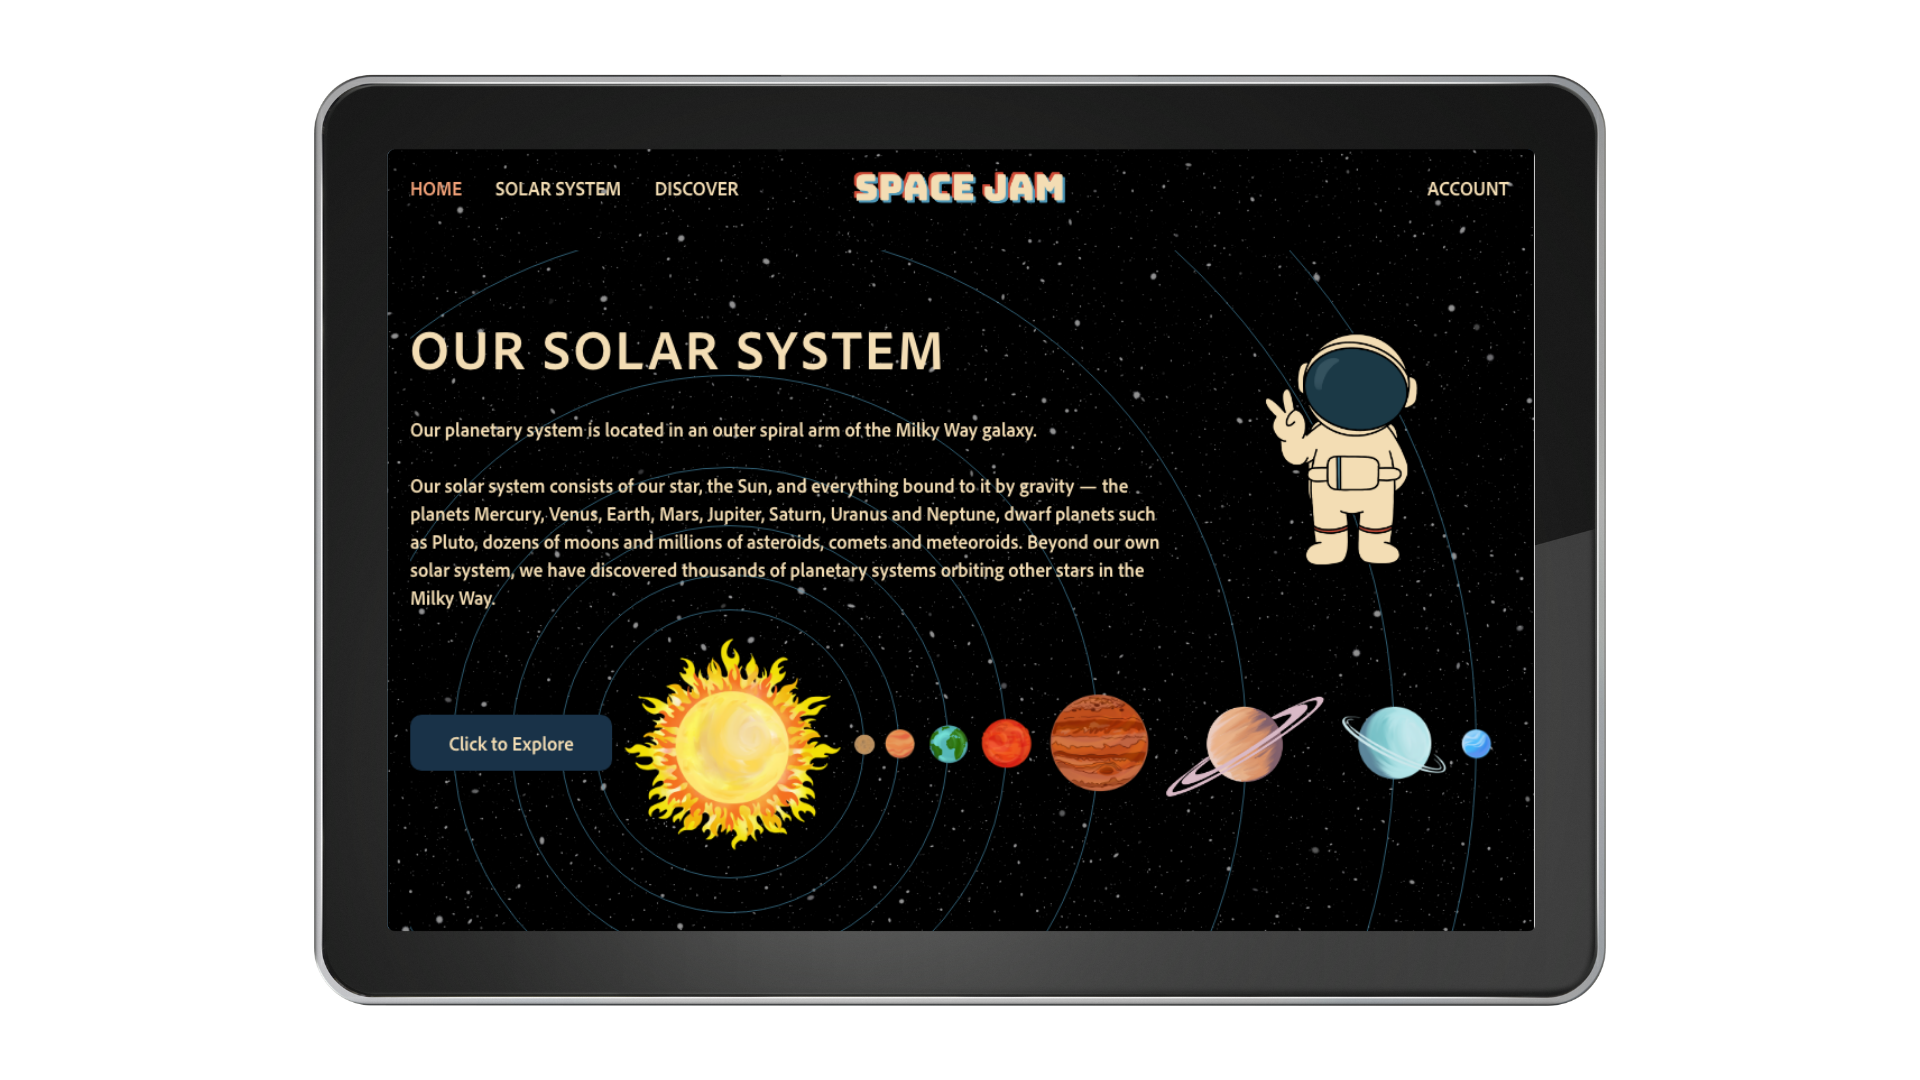 HOME SOLAR SYSTEM DISCOVER SPACE JAM ACCOUNT
OUR SOLAR SYSTEM
Our planetary system is located in an outer spiral arm of the Milky Way galaxy.
Our solar system consists of our star, the Sun, and everything bound to it by gravity — the
planets Mercury, Venus, Earth, Mars, Jupiter, Saturn, Uranus and Neptune, dwarf planets such
as Pluto, dozens of moons and millions of asteroids, comets and meteoroids. Beyond our own
solar system, we have discovered thousands of planetary systems orbiting other stars in the
Milky Way.
Click to Explore